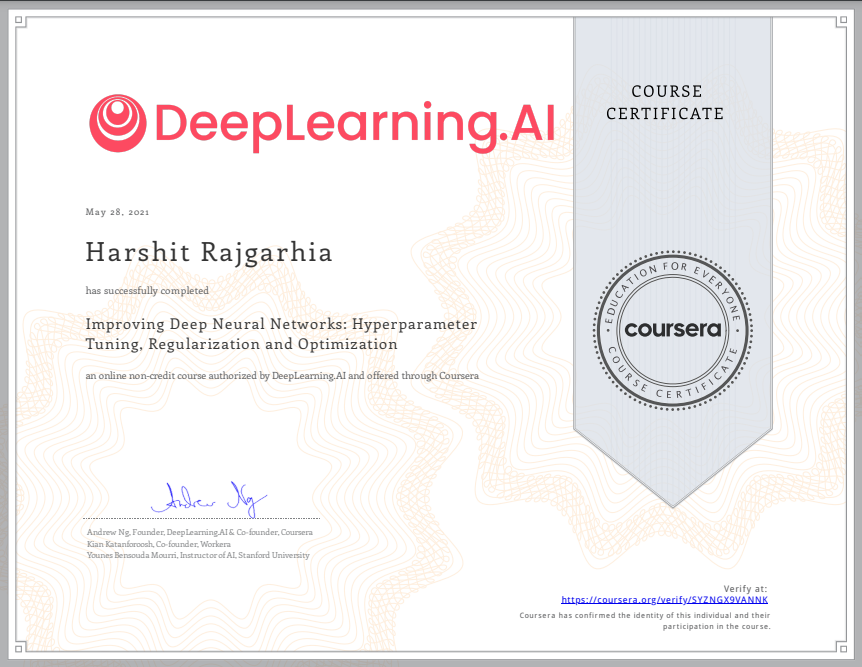 DeepLearning.AI
COURSE
CERTIFICATE
May 28, 2021
Harshit Rajgarhia
has successfully completed
Improving Deep Neural Networks: Hyperparameter
Tuning, Regularization and Optimization
an online non-credit course authorized by DeepLearning.AI and offered through Coursera
EDUCATION FOR EVERYONE
coursera
COURSE CERTIFICATE
Andrew Ng
Andrew Ng, Founder, DeepLearning.AI & Co-founder, Coursera
Kian Katanforoosh, Co-founder, Workera
Younes Bensouda Mourri, Instructor of AI, Stanford University
Verify at:
https://coursera.org/verify/SYZNGX9VANNK
Coursera has confirmed the identity of this individual and their
participation in the course.